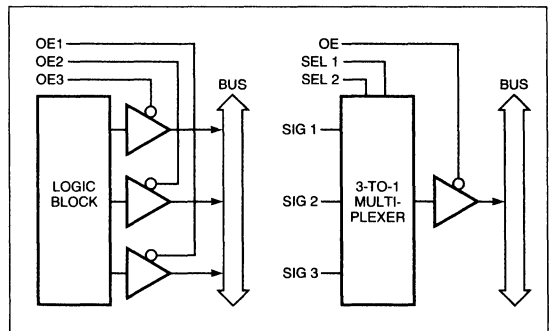 OE1
OE2
OE3
BUS
LOGIC
BLOCK
OE
SEL 1
SEL 2
BUS
SIG 1
SIG 2
SIG 3
3-TO-1
MULTI-
PLEXER